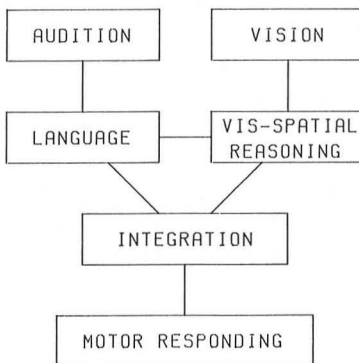 AUDITION
VISION
LANGUAGE
VIS-SPATIAL
REASONING
INTEGRATION
MOTOR RESPONDING